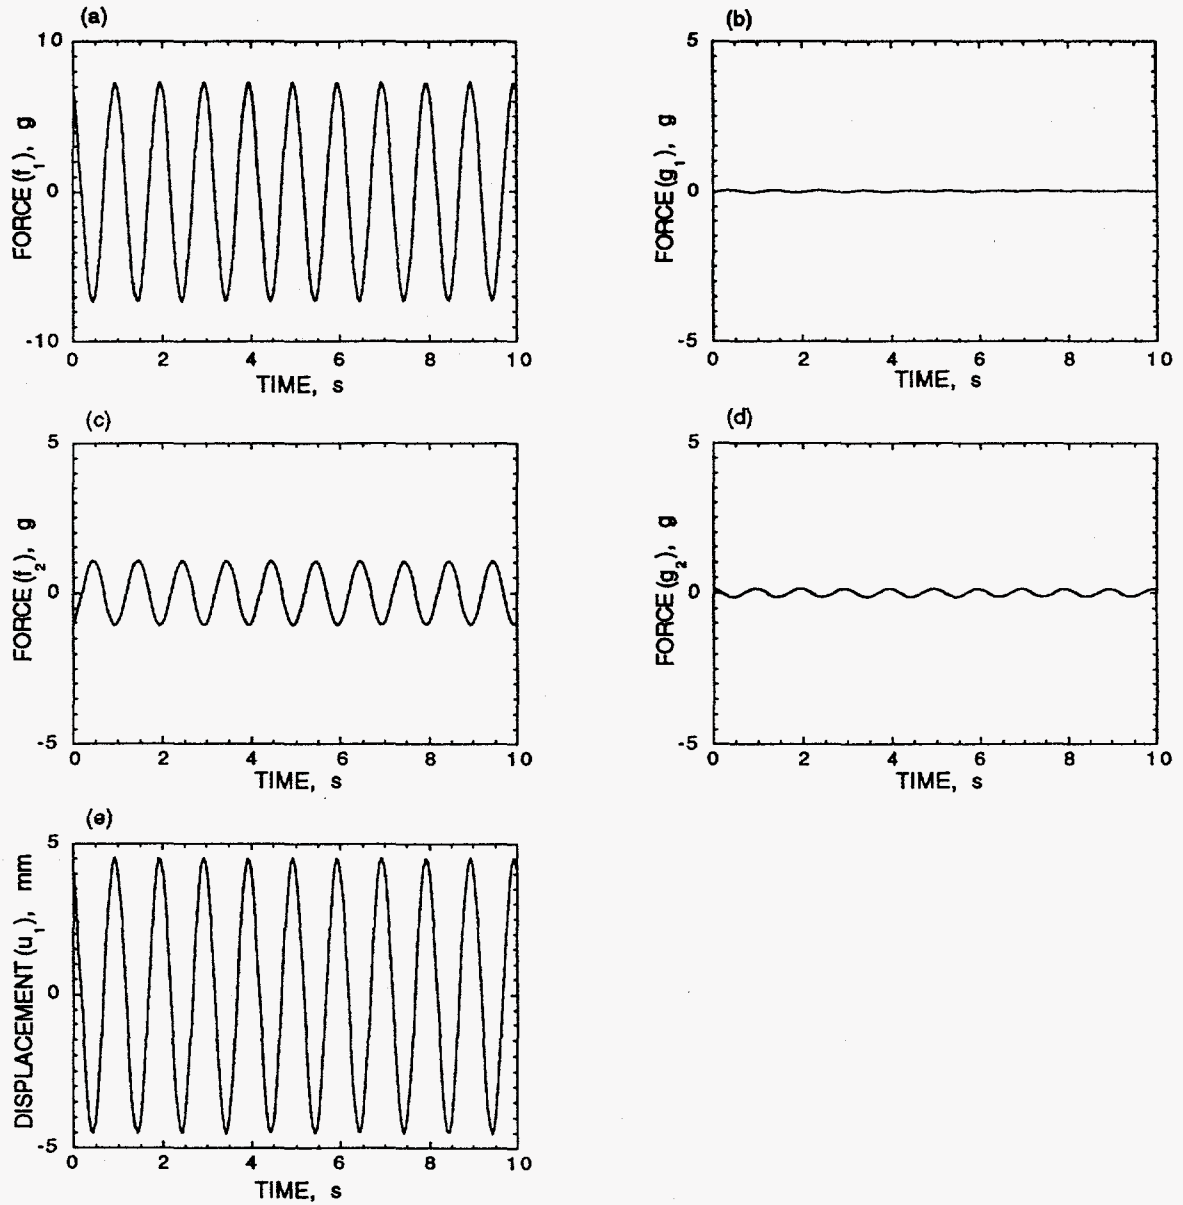 (a)
10
0
-10
FORCE (f1), g
0 2 4 6 8 10
TIME, s
(b)
5
0
-5
FORCE (g1), g
0 2 4 6 8 10
TIME, s
(c)
5
0
-5
FORCE (f2), g
0 2 4 6 8 10
TIME, s
(d)
5
0
-5
FORCE (g2), g
0 2 4 6 8 10
TIME, s
(e)
5
0
-5
DISPLACEMENT (u1), mm
0 2 4 6 8 10
TIME, s